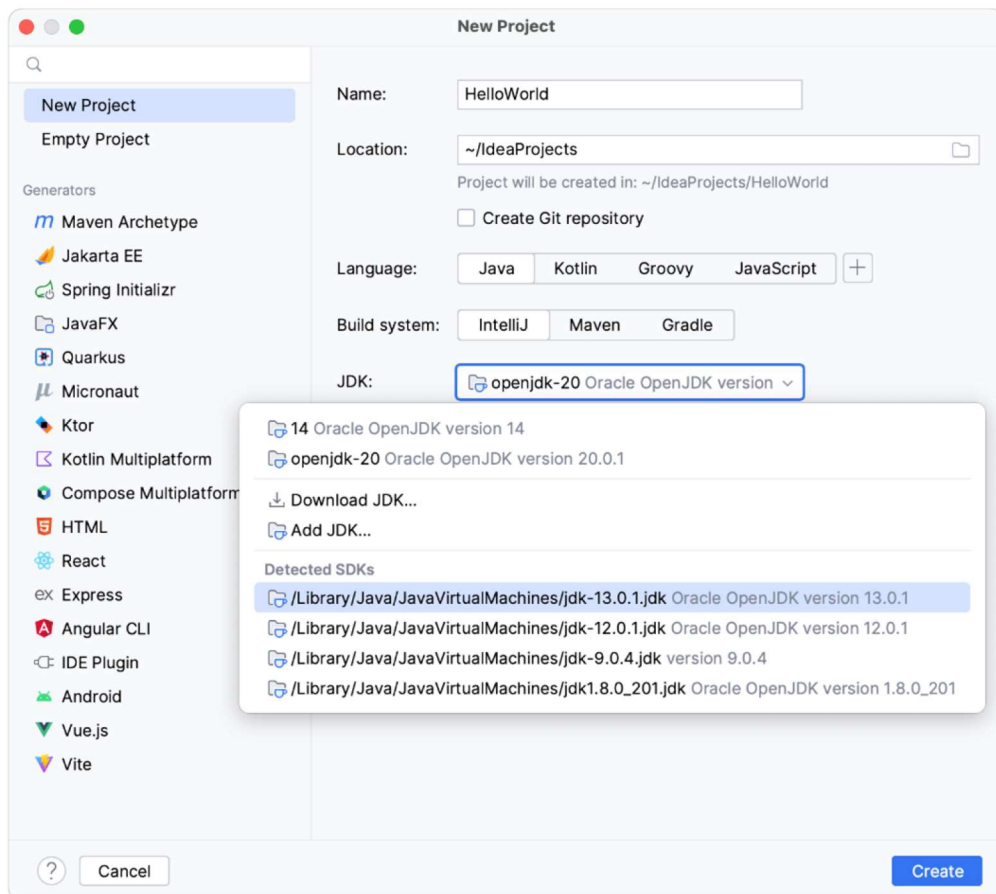 New Project
New Project
Empty Project
Generators
Maven Archetype
Jakarta EE
Spring Initializr
JavaFX
Quarkus
Micronaut
Ktor
Kotlin Multiplatform
Compose Multiplatform
HTML
React
ex Express
Angular CLI
IDE Plugin
Android
Vue.js
Vite
Name: HelloWorld
Location: ~/IdeaProjects
Project will be created in: ~/IdeaProjects/HelloWorld
Create Git repository
Language: Java Kotlin Groovy JavaScript +
Build system: IntelliJ Maven Gradle
JDK: openjdk-20 Oracle OpenJDK version
14 Oracle OpenJDK version 14
openjdk-20 Oracle OpenJDK version 20.0.1
Download JDK...
Add JDK...
Detected SDKs
/Library/Java/JavaVirtualMachines/jdk-13.0.1.jdk Oracle OpenJDK version 13.0.1
/Library/Java/JavaVirtualMachines/jdk-12.0.1.jdk Oracle OpenJDK version 12.0.1
/Library/Java/JavaVirtualMachines/jdk-9.0.4.jdk version 9.0.4
/Library/Java/JavaVirtualMachines/jdk1.8.0_201.jdk Oracle OpenJDK version 1.8.0_201
? Cancel Create